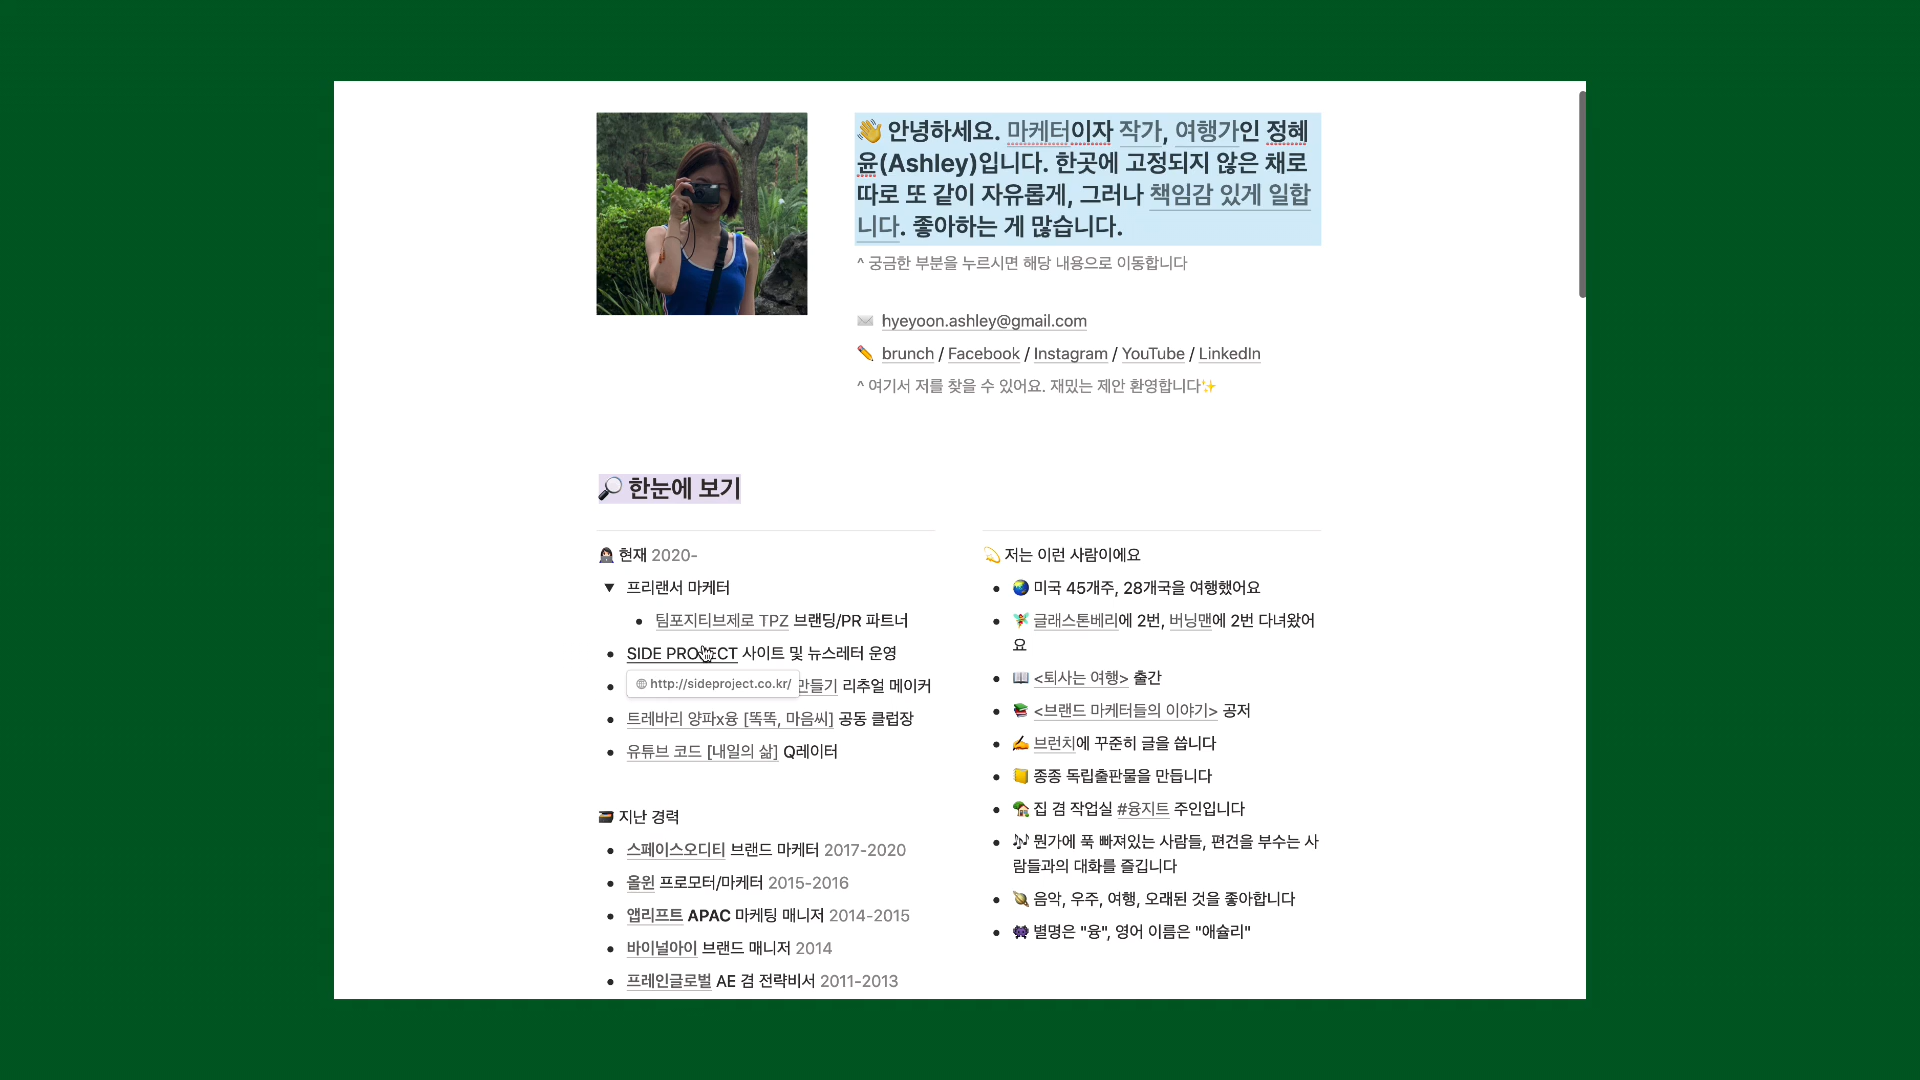 👋 안녕하세요. 마케터이자 작가, 여행가인 정혜
윤(Ashley)입니다. 한곳에 고정되지 않은 채로
따로 또 같이 자유롭게, 그러나 책임감 있게 일합
니다. 좋아하는 게 많습니다.
^ 궁금한 부분을 누르시면 해당 내용으로 이동합니다
✉️ hyeyoon.ashley@gmail.com
✏️ brunch / Facebook / Instagram / YouTube / LinkedIn
^ 여기서 저를 찾을 수 있어요. 재밌는 제안 환영합니다✨
🔎 한눈에 보기
현재 2020-
▼ 프리랜서 마케터
• 팀포지티브제로 TPZ 브랜딩/PR 파트너
• SIDE PROJECT 사이트 및 뉴스레터 운영
http://sideproject.co.kr/
• 만들기 리추얼 메이커
• 트레바리 양파x융 [똑똑, 마음씨] 공동 클럽장
• 유튜브 코드 [내일의 삶] Q레이터
지난 경력
• 스페이스오디티 브랜드 마케터 2017-2020
• 올윈 프로모터/마케터 2015-2016
• 앱리프트 APAC 마케팅 매니저 2014-2015
• 바이널아이 브랜드 매니저 2014
• 프레인글로벌 AE 겸 전략비서 2011-2013
💫 저는 이런 사람이에요
• 🌏 미국 45개주, 28개국을 여행했어요
• 🧚 글래스톤베리에 2번, 버닝맨에 2번 다녀왔어
요
• 📖 <퇴사는 여행> 출간
• 📚 <브랜드 마케터들의 이야기> 공저
• ✍️ 브런치에 꾸준히 글을 씁니다
• 📒 종종 독립출판물을 만듭니다
• 🏡 집 겸 작업실 #융지트 주인입니다
• 🎶 뭔가에 푹 빠져있는 사람들, 편견을 부수는 사
람들과의 대화를 즐깁니다
• 🪐 음악, 우주, 여행, 오래된 것을 좋아합니다
• 👾 별명은 "융", 영어 이름은 "애슐리"